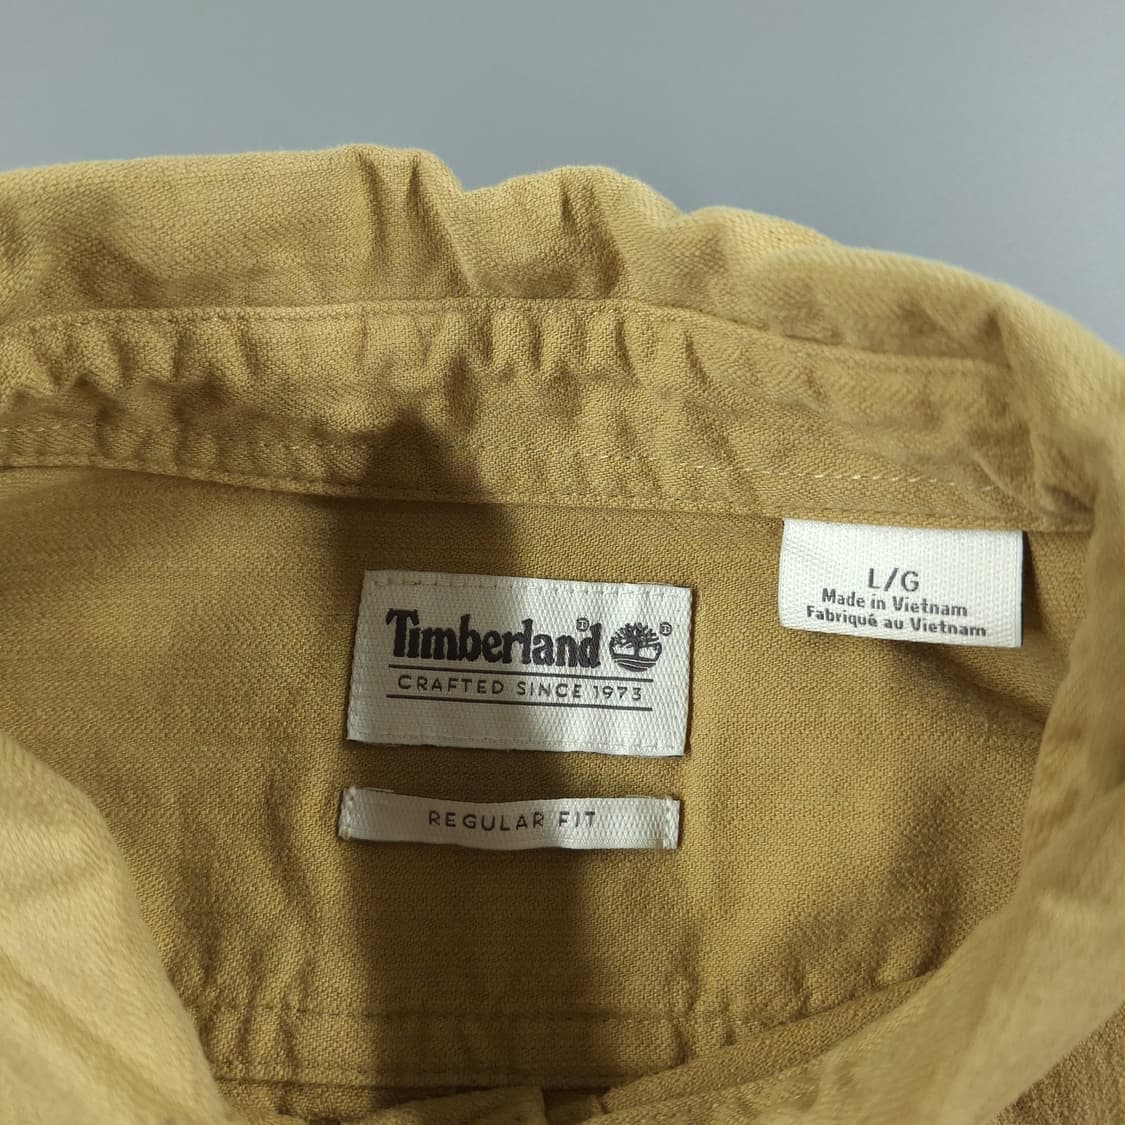 Timberland®
CRAFTED SINCE 1973
REGULAR FIT
L/G
Made in Vietnam
Fabriqué au Vietnam